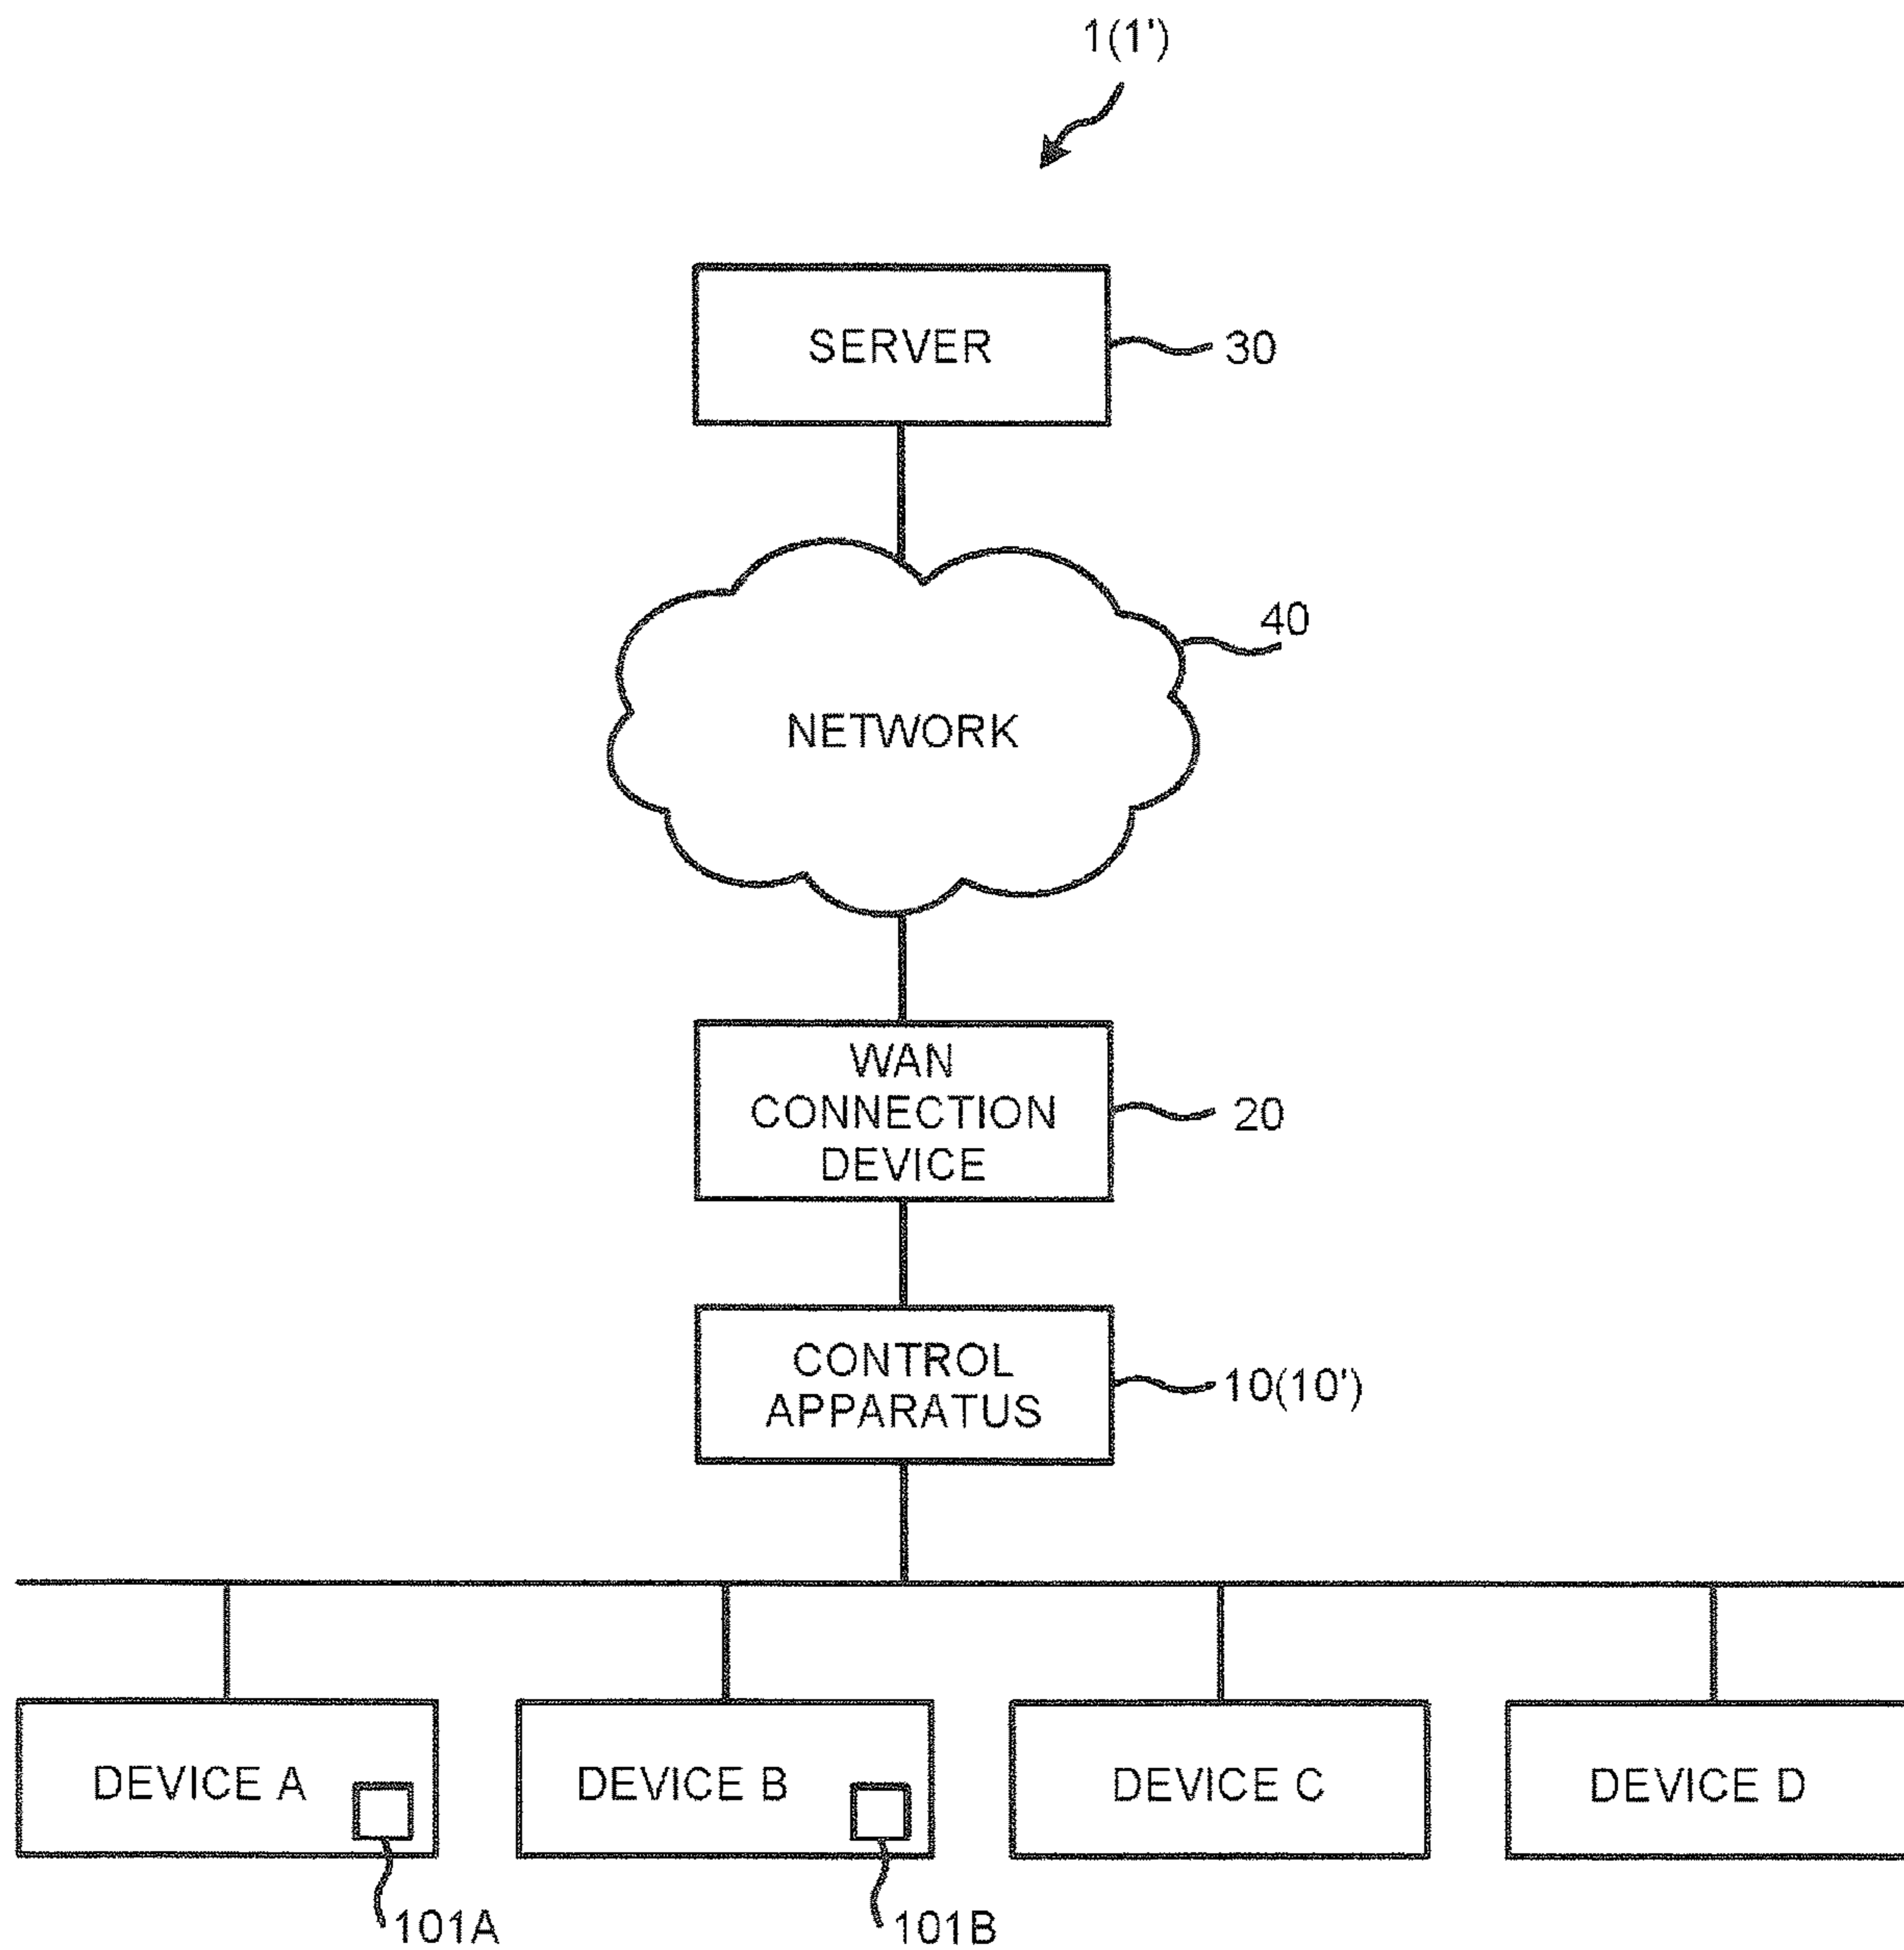 1(1')
SERVER
30
40
NETWORK
WAN
CONNECTION
DEVICE
20
CONTROL
APPARATUS
10(10')
DEVICE A
DEVICE B
DEVICE C
DEVICE D
101A
101B